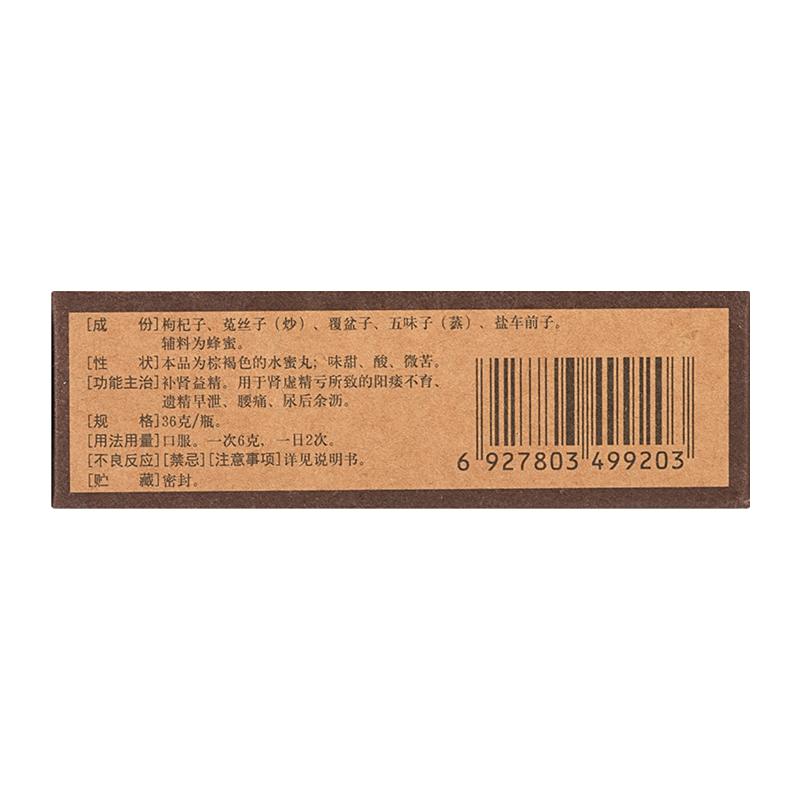 [成　份]枸杞子、菟丝子（炒）、覆盆子、五味子（蒸）、盐车前子。
辅料为蜂蜜。
[性　状]本品为棕褐色的水蜜丸；味甜、酸、微苦。
[功能主治]补肾益精。用于肾虚精亏所致的阳痿不育、
遗精早泄、腰痛、尿后余沥。
[规　格]36克/瓶。
[用法用量]口服。一次6克，一日2次。
[不良反应][禁忌][注意事项]详见说明书。
[贮　藏]密封。
6 927803 499203